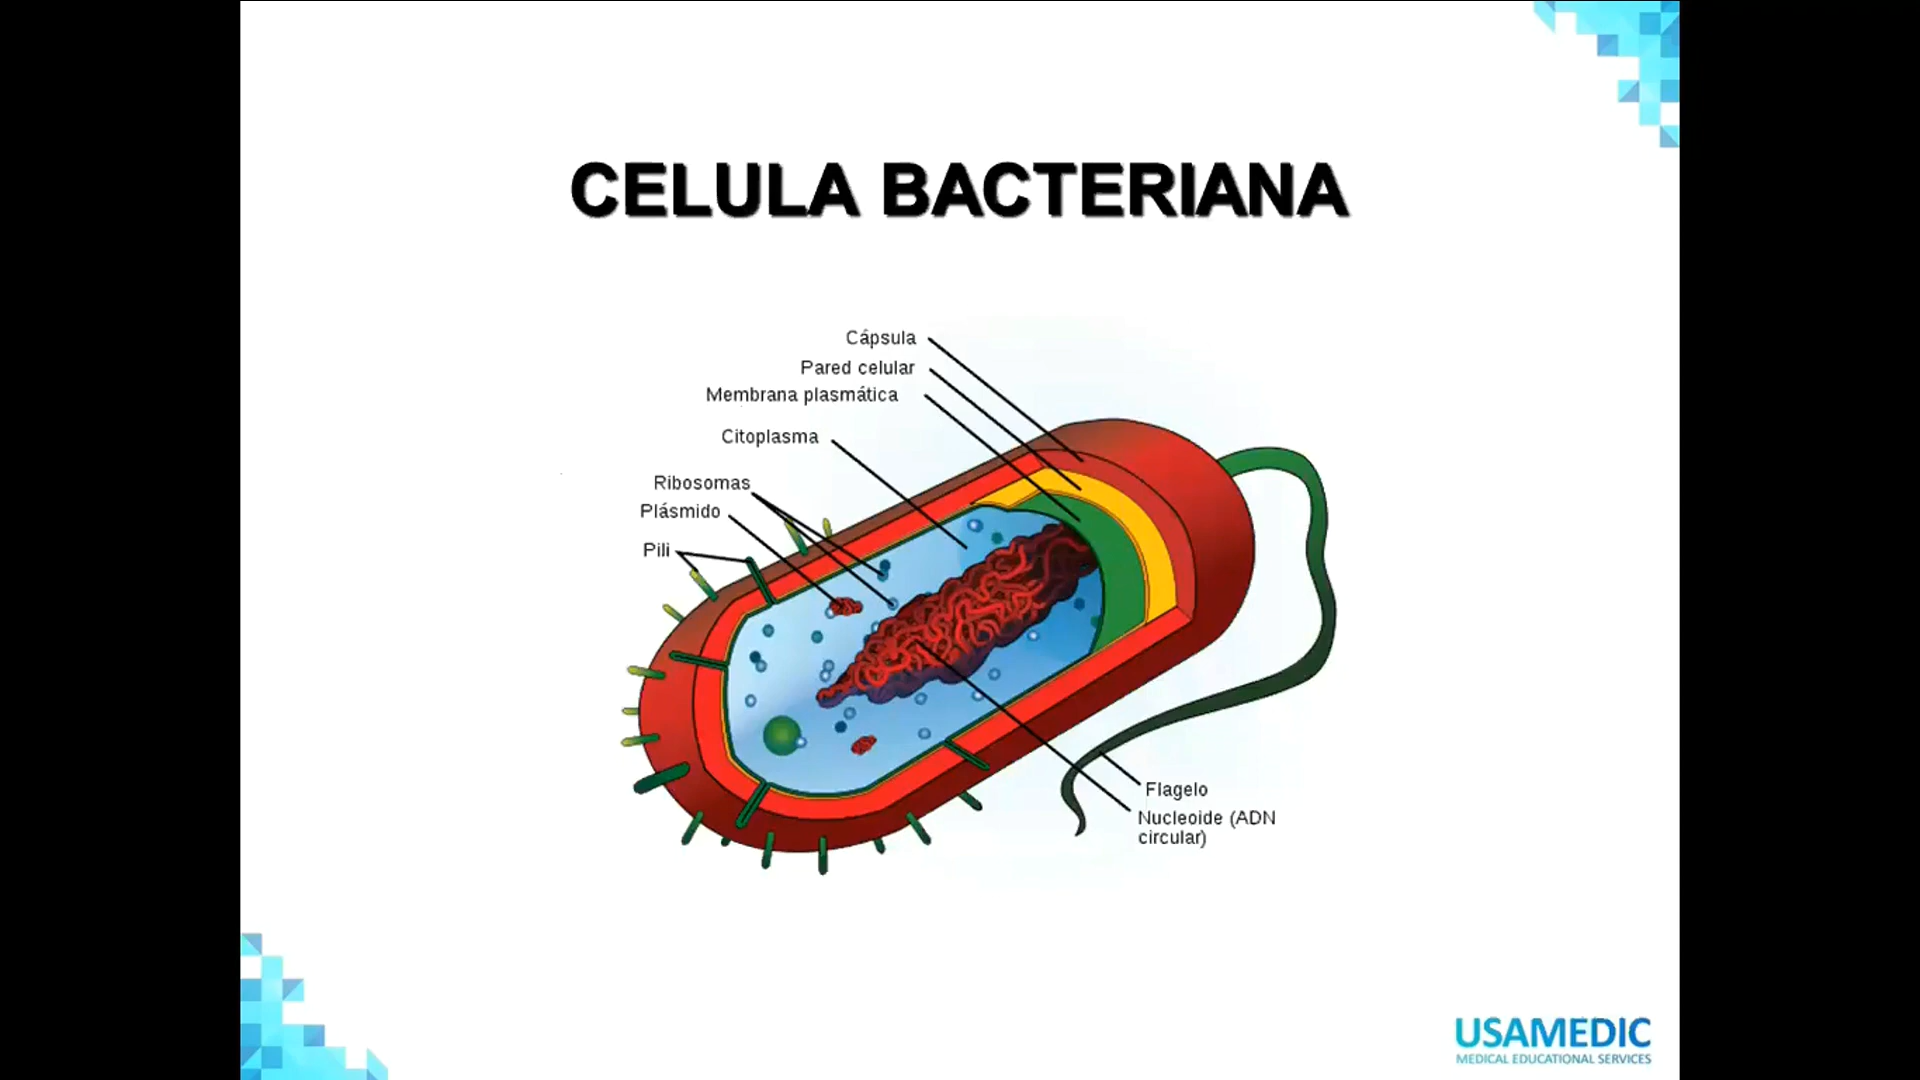 CELULA BACTERIANA
Cápsula
Pared celular
Membrana plasmática
Citoplasma
Ribosomas
Plásmido
Pili
Flagelo
Nucleoide (ADN
circular)
USAMEDIC
MEDICAL EDUCATIONAL SERVICES